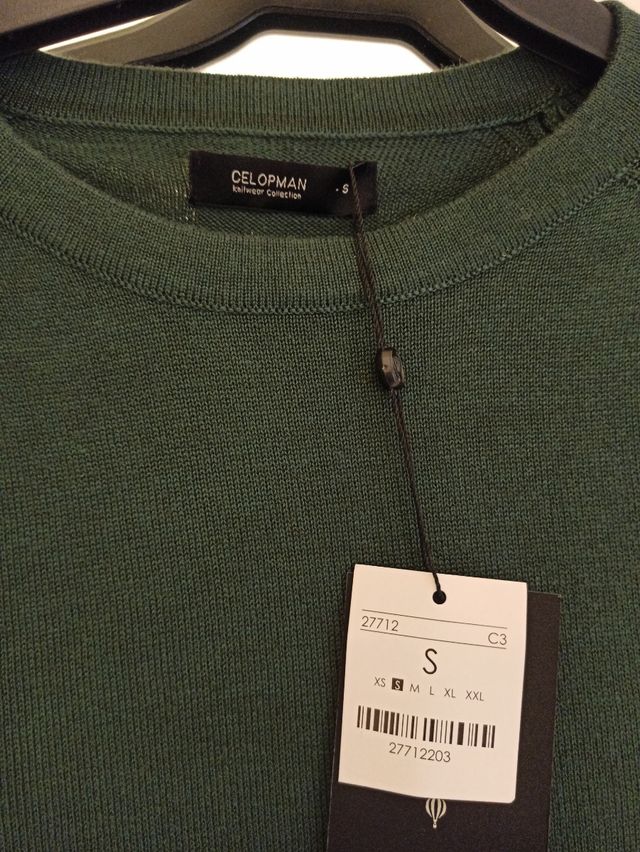 CELOPMAN
Knitwear Collection
. S
27712
C3
S
XS S M L XL XXL
27712203